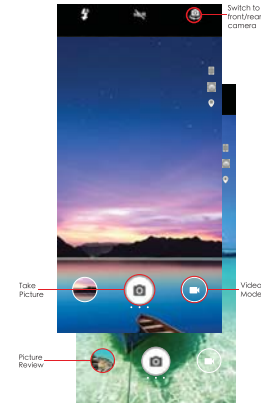 Switch to
front/rear
camera
Take
Picture
Video
Mode
Picture
Review